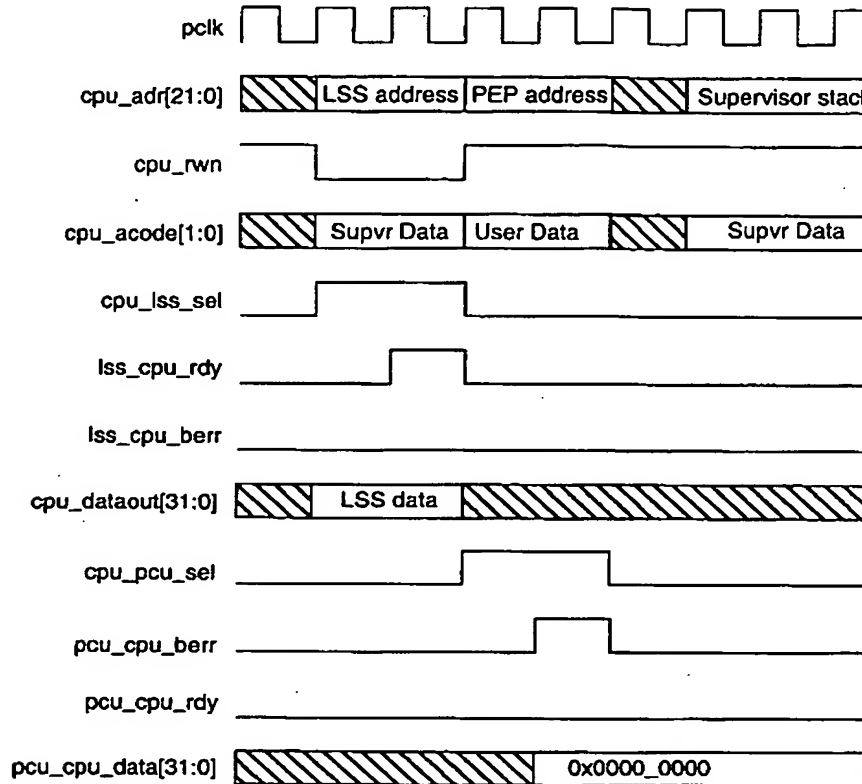 pclk
cpu_adr[21:0] LSS address PEP address Supervisor stack
cpu_rwn
cpu_acode[1:0] Supvr Data User Data Supvr Data
cpu_lss_sel
lss_cpu_rdy
lss_cpu_berr
cpu_dataout[31:0] LSS data
cpu_pcu_sel
pcu_cpu_berr
pcu_cpu_rdy
pcu_cpu_data[31:0] 0x0000_0000